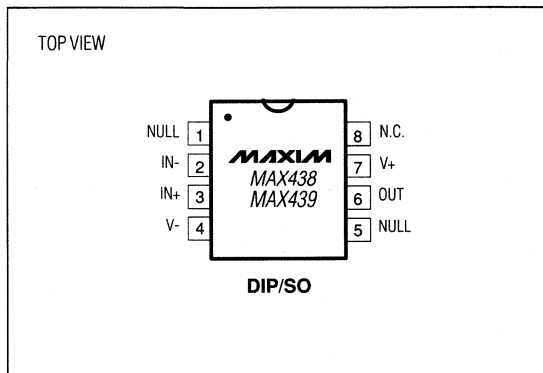 TOP VIEW
NULL 1
IN- 2
IN+ 3
V- 4
MAXIM
MAX438
MAX439
8 N.C.
7 V+
6 OUT
5 NULL
DIP/SO